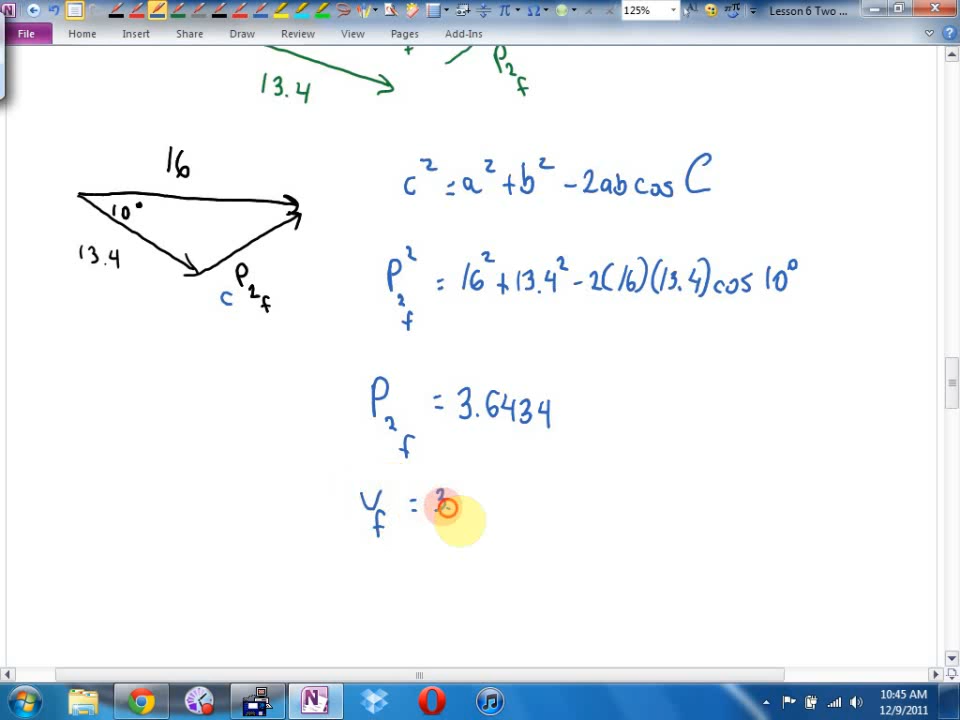 125%
Lesson 6 Two ...
File Home Insert Share Draw Review View Pages Add-Ins
13.4
P₂f
16
10°
13.4
P₂f
c
c² = a² + b² - 2ab cos C
P₂f² = 16² + 13.4² - 2(16)(13.4) cos 10°
P₂f = 3.6434
vf = 3
10:45 AM
12/9/2011